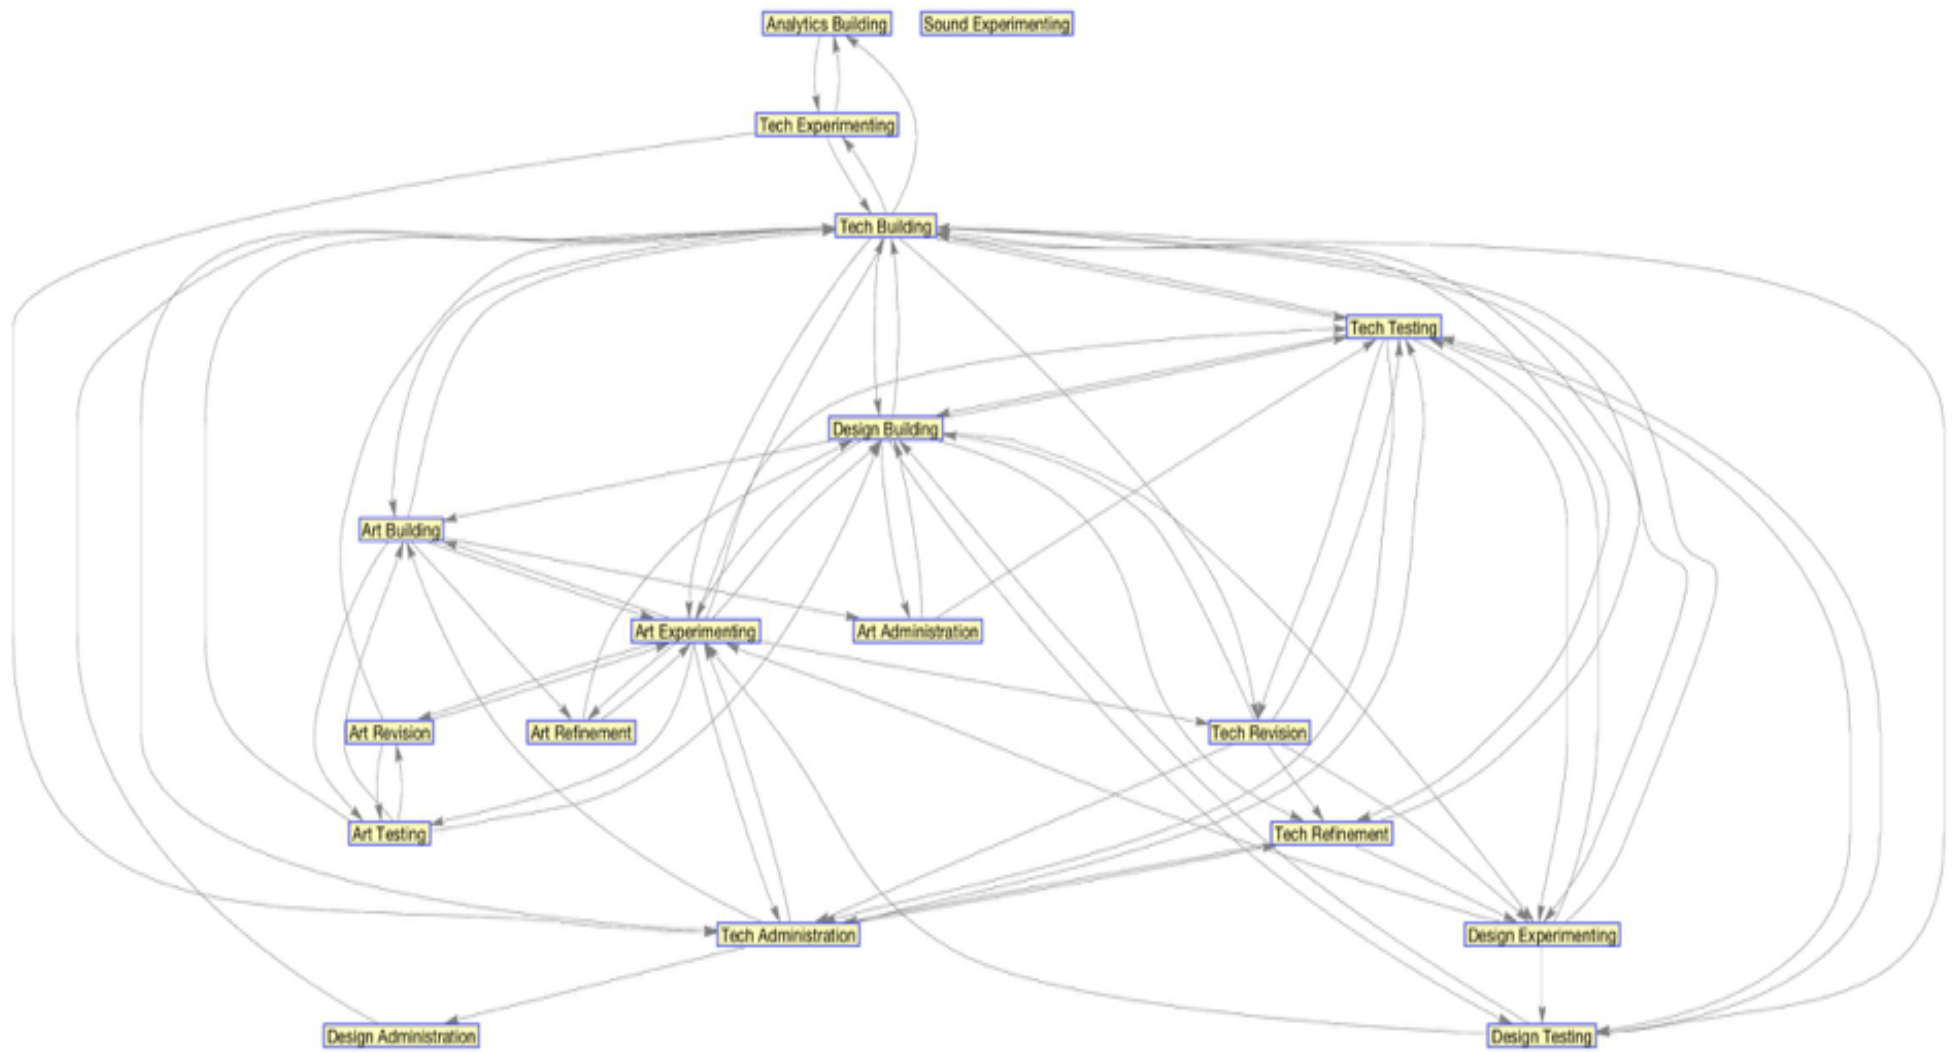 Analytics Building
Sound Experimenting
Tech Experimenting
Tech Building
Tech Testing
Design Building
Art Building
Art Experimenting
Art Administration
Art Revision
Art Refinement
Tech Revision
Art Testing
Tech Refinement
Tech Administration
Design Experimenting
Design Administration
Design Testing